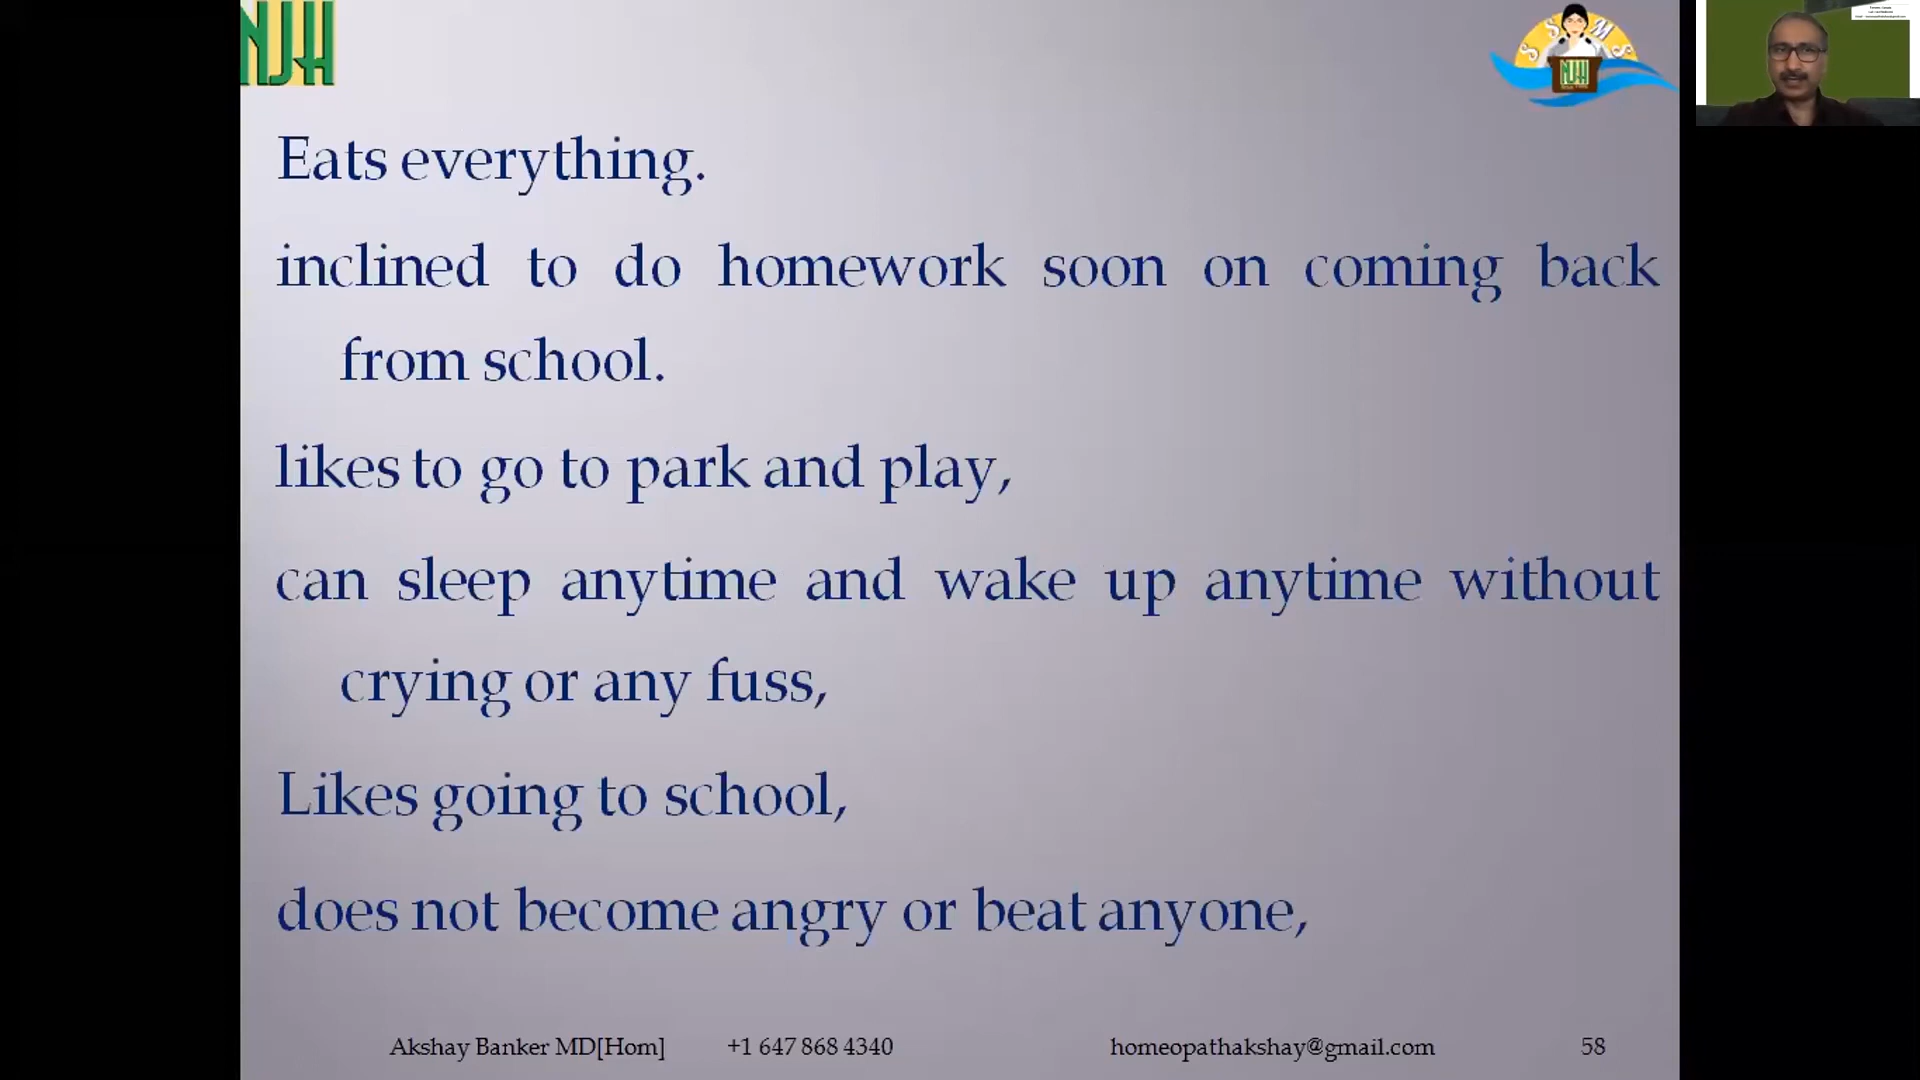 NJH
S S M S
NJH
Eats everything.
inclined to do homework soon on coming back
from school.
likes to go to park and play,
can sleep anytime and wake up anytime without
crying or any fuss,
Likes going to school,
does not become angry or beat anyone,
Akshay Banker MD[Hom] +1 647 868 4340 homeopathakshay@gmail.com 58